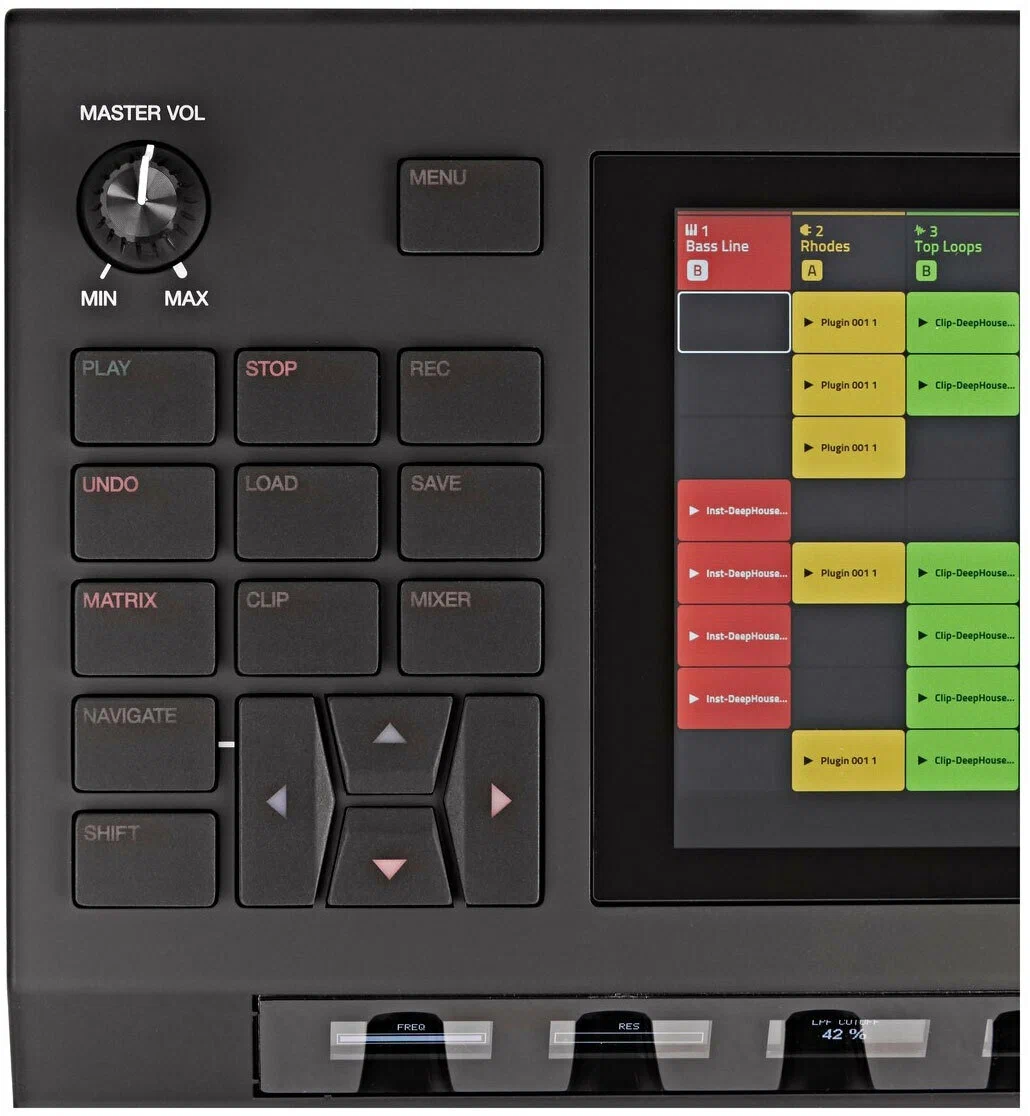 MASTER VOL
MIN MAX
MENU
PLAY STOP REC
UNDO LOAD SAVE
MATRIX CLIP MIXER
NAVIGATE
SHIFT
1 2 3
Bass Line Rhodes Top Loops
B A B
Plugin 001 1 Clip-DeepHouse...
Plugin 001 1 Clip-DeepHouse...
Plugin 001 1
Inst-DeepHouse...
Inst-DeepHouse... Plugin 001 1 Clip-DeepHouse...
Inst-DeepHouse... Clip-DeepHouse...
Inst-DeepHouse... Clip-DeepHouse...
Plugin 001 1 Clip-DeepHouse...
FREQ RES LPF CUTOFF
42 %